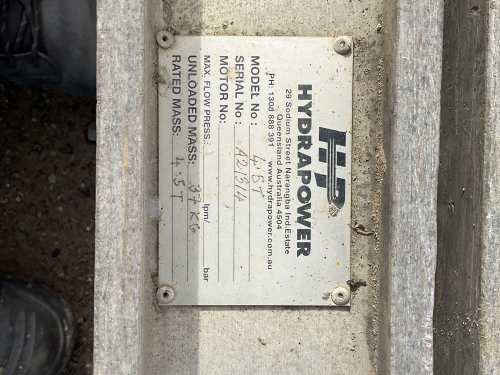 HP
HYDRAPOWER
29 Sodium Street Narangba Ind.Estate
Queensland Australia 4504
PH: 1300 888 391 www.hydrapower.com.au
MODEL No: 4.5T
SERIAL No: A21514
MOTOR No:
MAX. FLOW PRESS.: lpm/ bar
UNLOADED MASS: 37 KG
RATED MASS: 4.5T